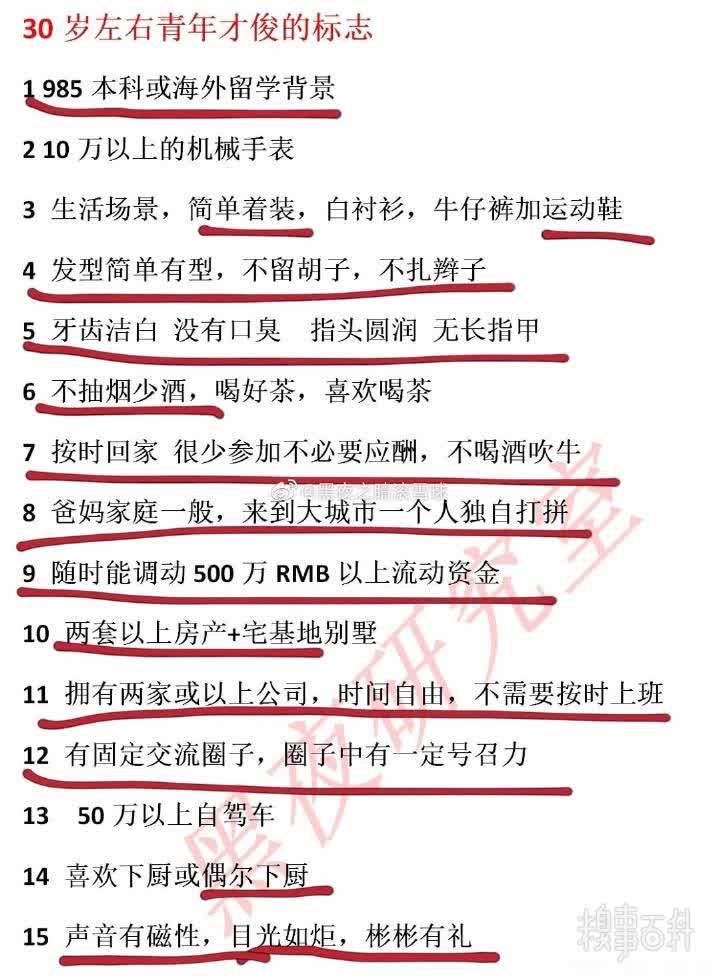 30 岁左右青年才俊的标志
1 985 本科或海外留学背景
2 10 万以上的机械手表
3 生活场景，简单着装，白衬衫，牛仔裤加运动鞋
4 发型简单有型，不留胡子，不扎辫子
5 牙齿洁白 没有口臭 指头圆润 无长指甲
6 不抽烟少酒，喝好茶，喜欢喝茶
7 按时回家 很少参加不必要应酬，不喝酒吹牛
@黑夜之睛滚雪球
8 爸妈家庭一般，来到大城市一个人独自打拼
9 随时能调动 500 万 RMB 以上流动资金
10 两套以上房产+宅基地别墅
11 拥有两家或以上公司，时间自由，不需要按时上班
12 有固定交流圈子，圈子中有一定号召力
13 50 万以上自驾车
14 喜欢下厨或偶尔下厨
15 声音有磁性，目光如炬，彬彬有礼
黑夜研究室
糗事百科